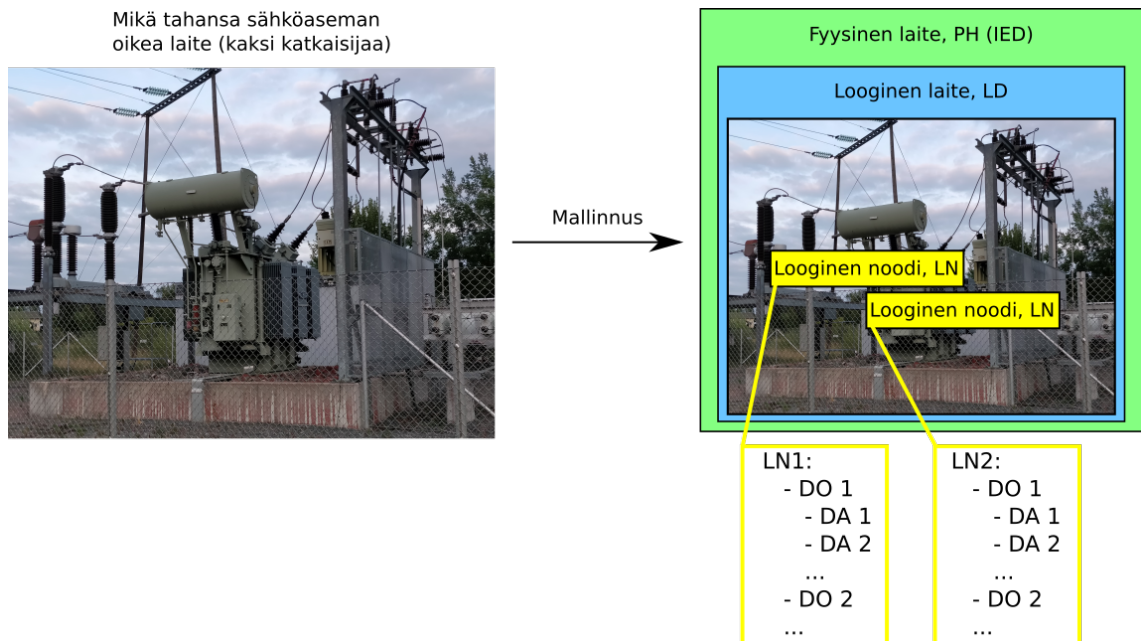 Mikä tahansa sähköaseman
oikea laite (kaksi katkaisijaa)
Mallinnus
Fyysinen laite, PH (IED)
Looginen laite, LD
Looginen noodi, LN
Looginen noodi, LN
LN1:
- DO 1
- DA 1
- DA 2
...
- DO 2
...
LN2:
- DO 1
- DA 1
- DA 2
...
- DO 2
...